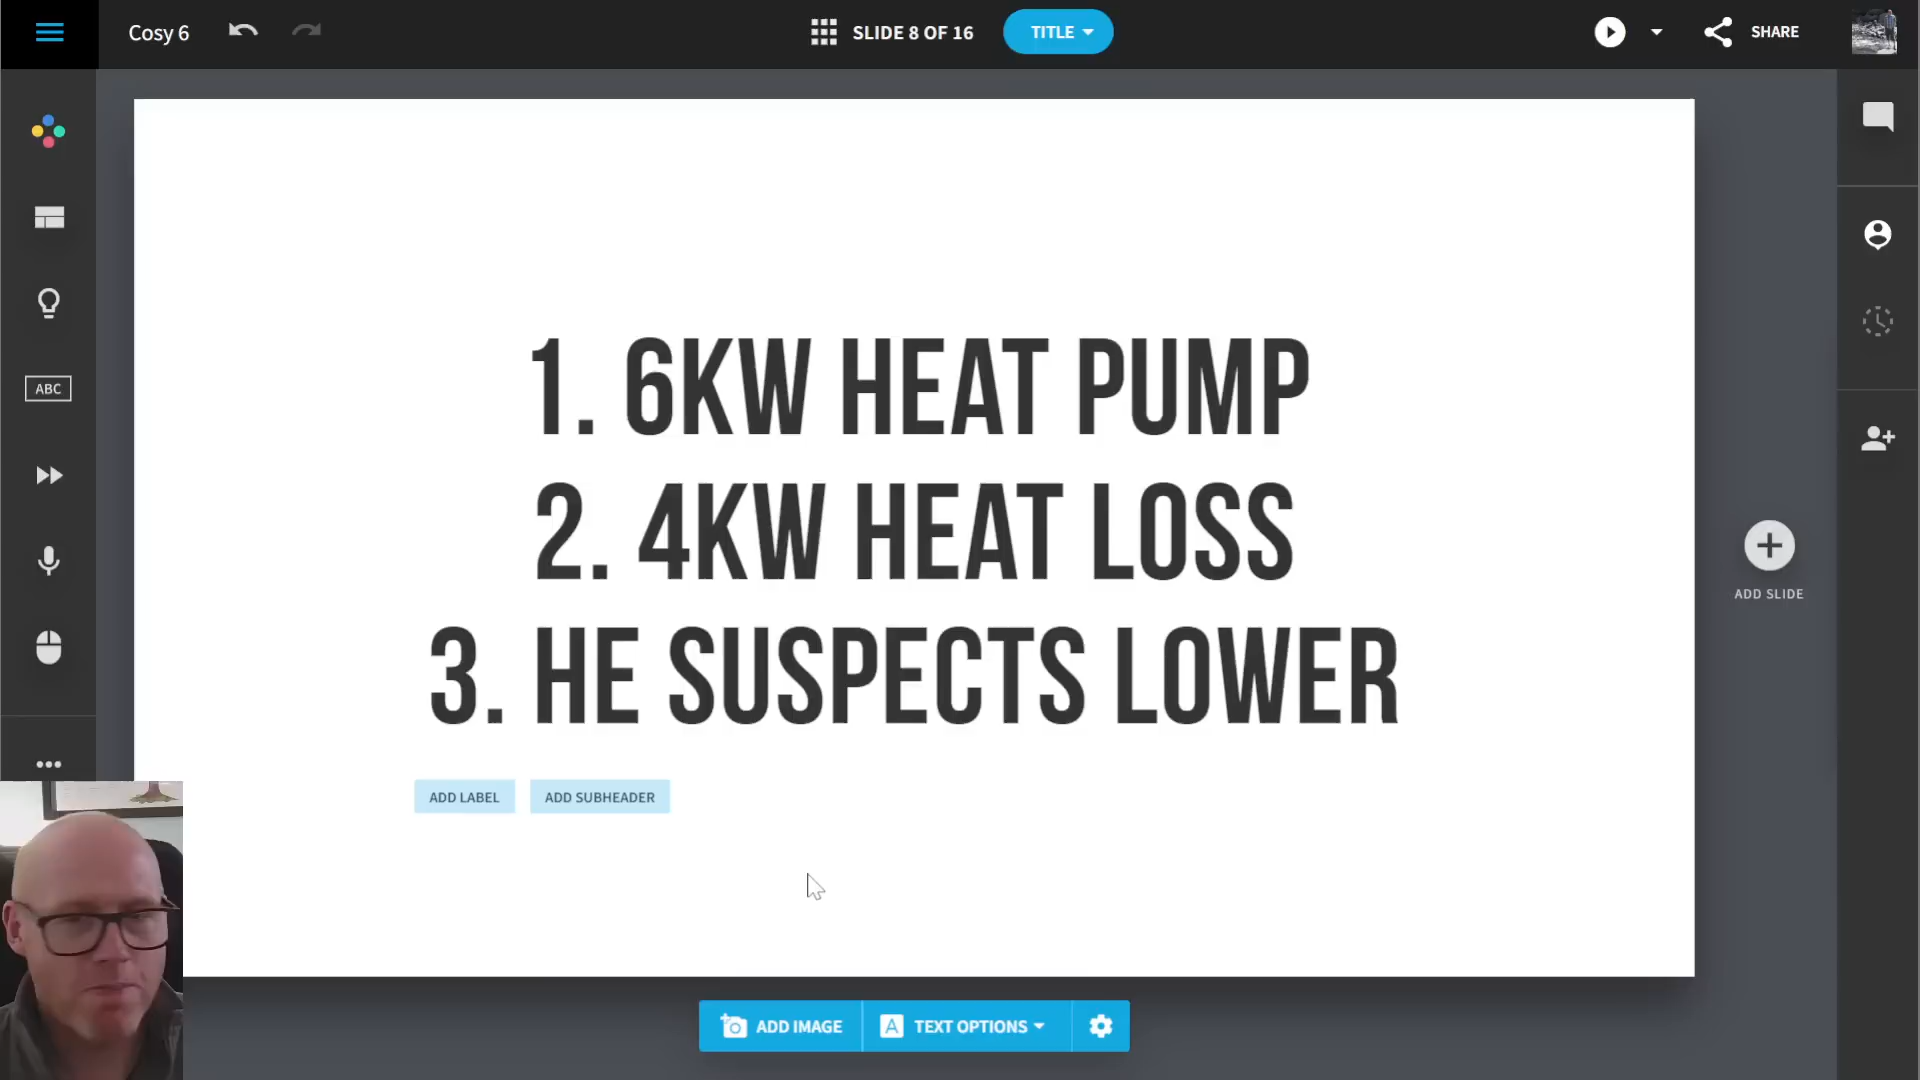 Cosy 6
SLIDE 8 OF 16
TITLE
SHARE
ABC
1. 6KW HEAT PUMP
2. 4KW HEAT LOSS
3. HE SUSPECTS LOWER
ADD SLIDE
ADD LABEL
ADD SUBHEADER
ADD IMAGE
A
TEXT OPTIONS